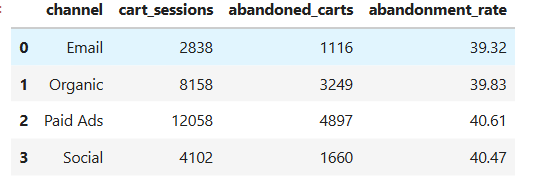 channel cart_sessions abandoned_carts abandonment_rate
0 Email 2838 1116 39.32
1 Organic 8158 3249 39.83
2 Paid Ads 12058 4897 40.61
3 Social 4102 1660 40.47